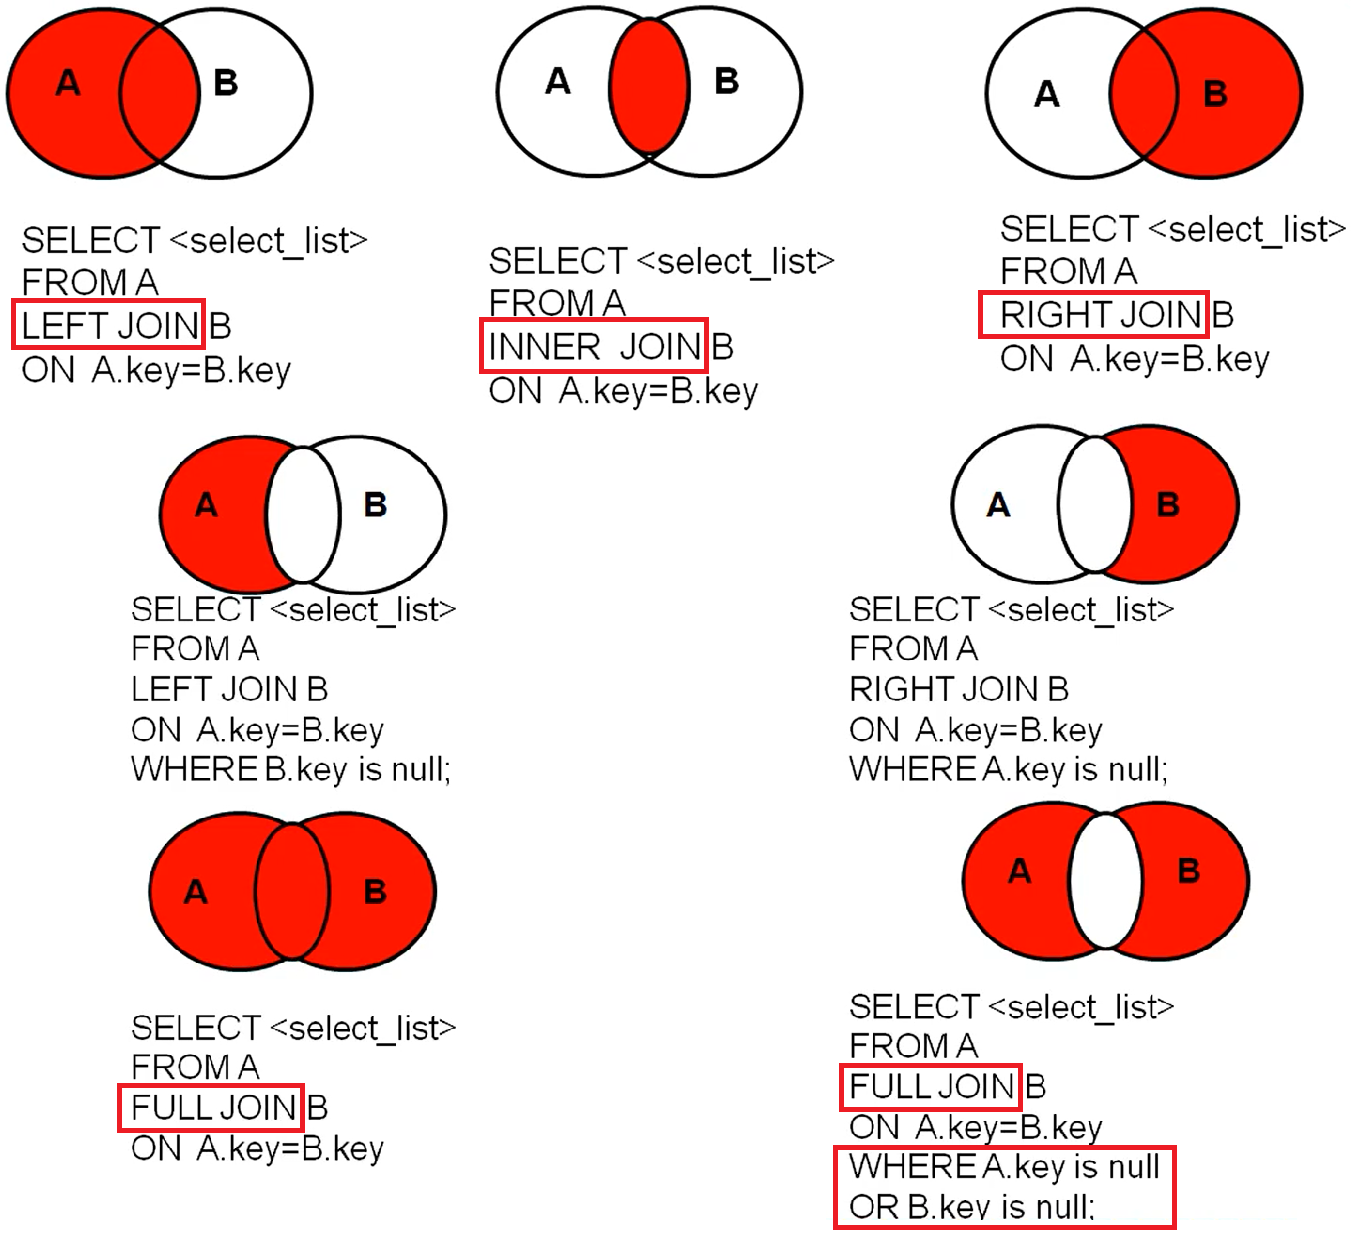 A B
SELECT <select_list>
FROM A
LEFT JOIN B
ON A.key=B.key
A B
SELECT <select_list>
FROM A
INNER JOIN B
ON A.key=B.key
A B
SELECT <select_list>
FROM A
RIGHT JOIN B
ON A.key=B.key
A B
SELECT <select_list>
FROM A
LEFT JOIN B
ON A.key=B.key
WHERE B.key is null;
A B
SELECT <select_list>
FROM A
RIGHT JOIN B
ON A.key=B.key
WHERE A.key is null;
A B
SELECT <select_list>
FROM A
FULL JOIN B
ON A.key=B.key
A B
SELECT <select_list>
FROM A
FULL JOIN B
ON A.key=B.key
WHERE A.key is null
OR B.key is null;